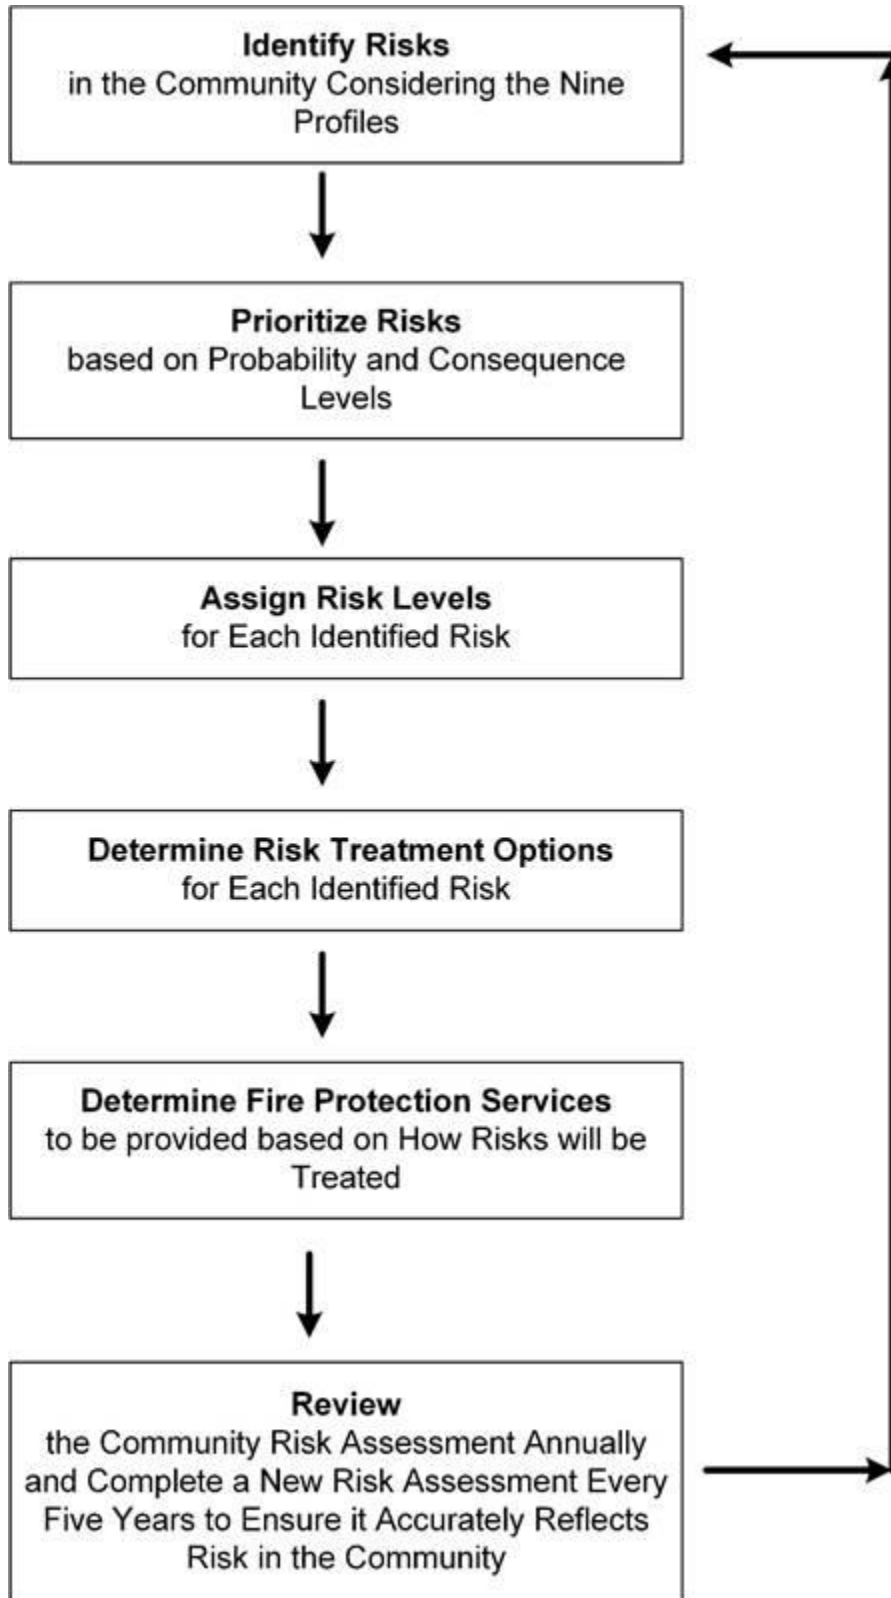 Identify Risks
in the Community Considering the Nine
Profiles
Prioritize Risks
based on Probability and Consequence
Levels
Assign Risk Levels
for Each Identified Risk
Determine Risk Treatment Options
for Each Identified Risk
Determine Fire Protection Services
to be provided based on How Risks will be
Treated
Review
the Community Risk Assessment Annually
and Complete a New Risk Assessment Every
Five Years to Ensure it Accurately Reflects
Risk in the Community